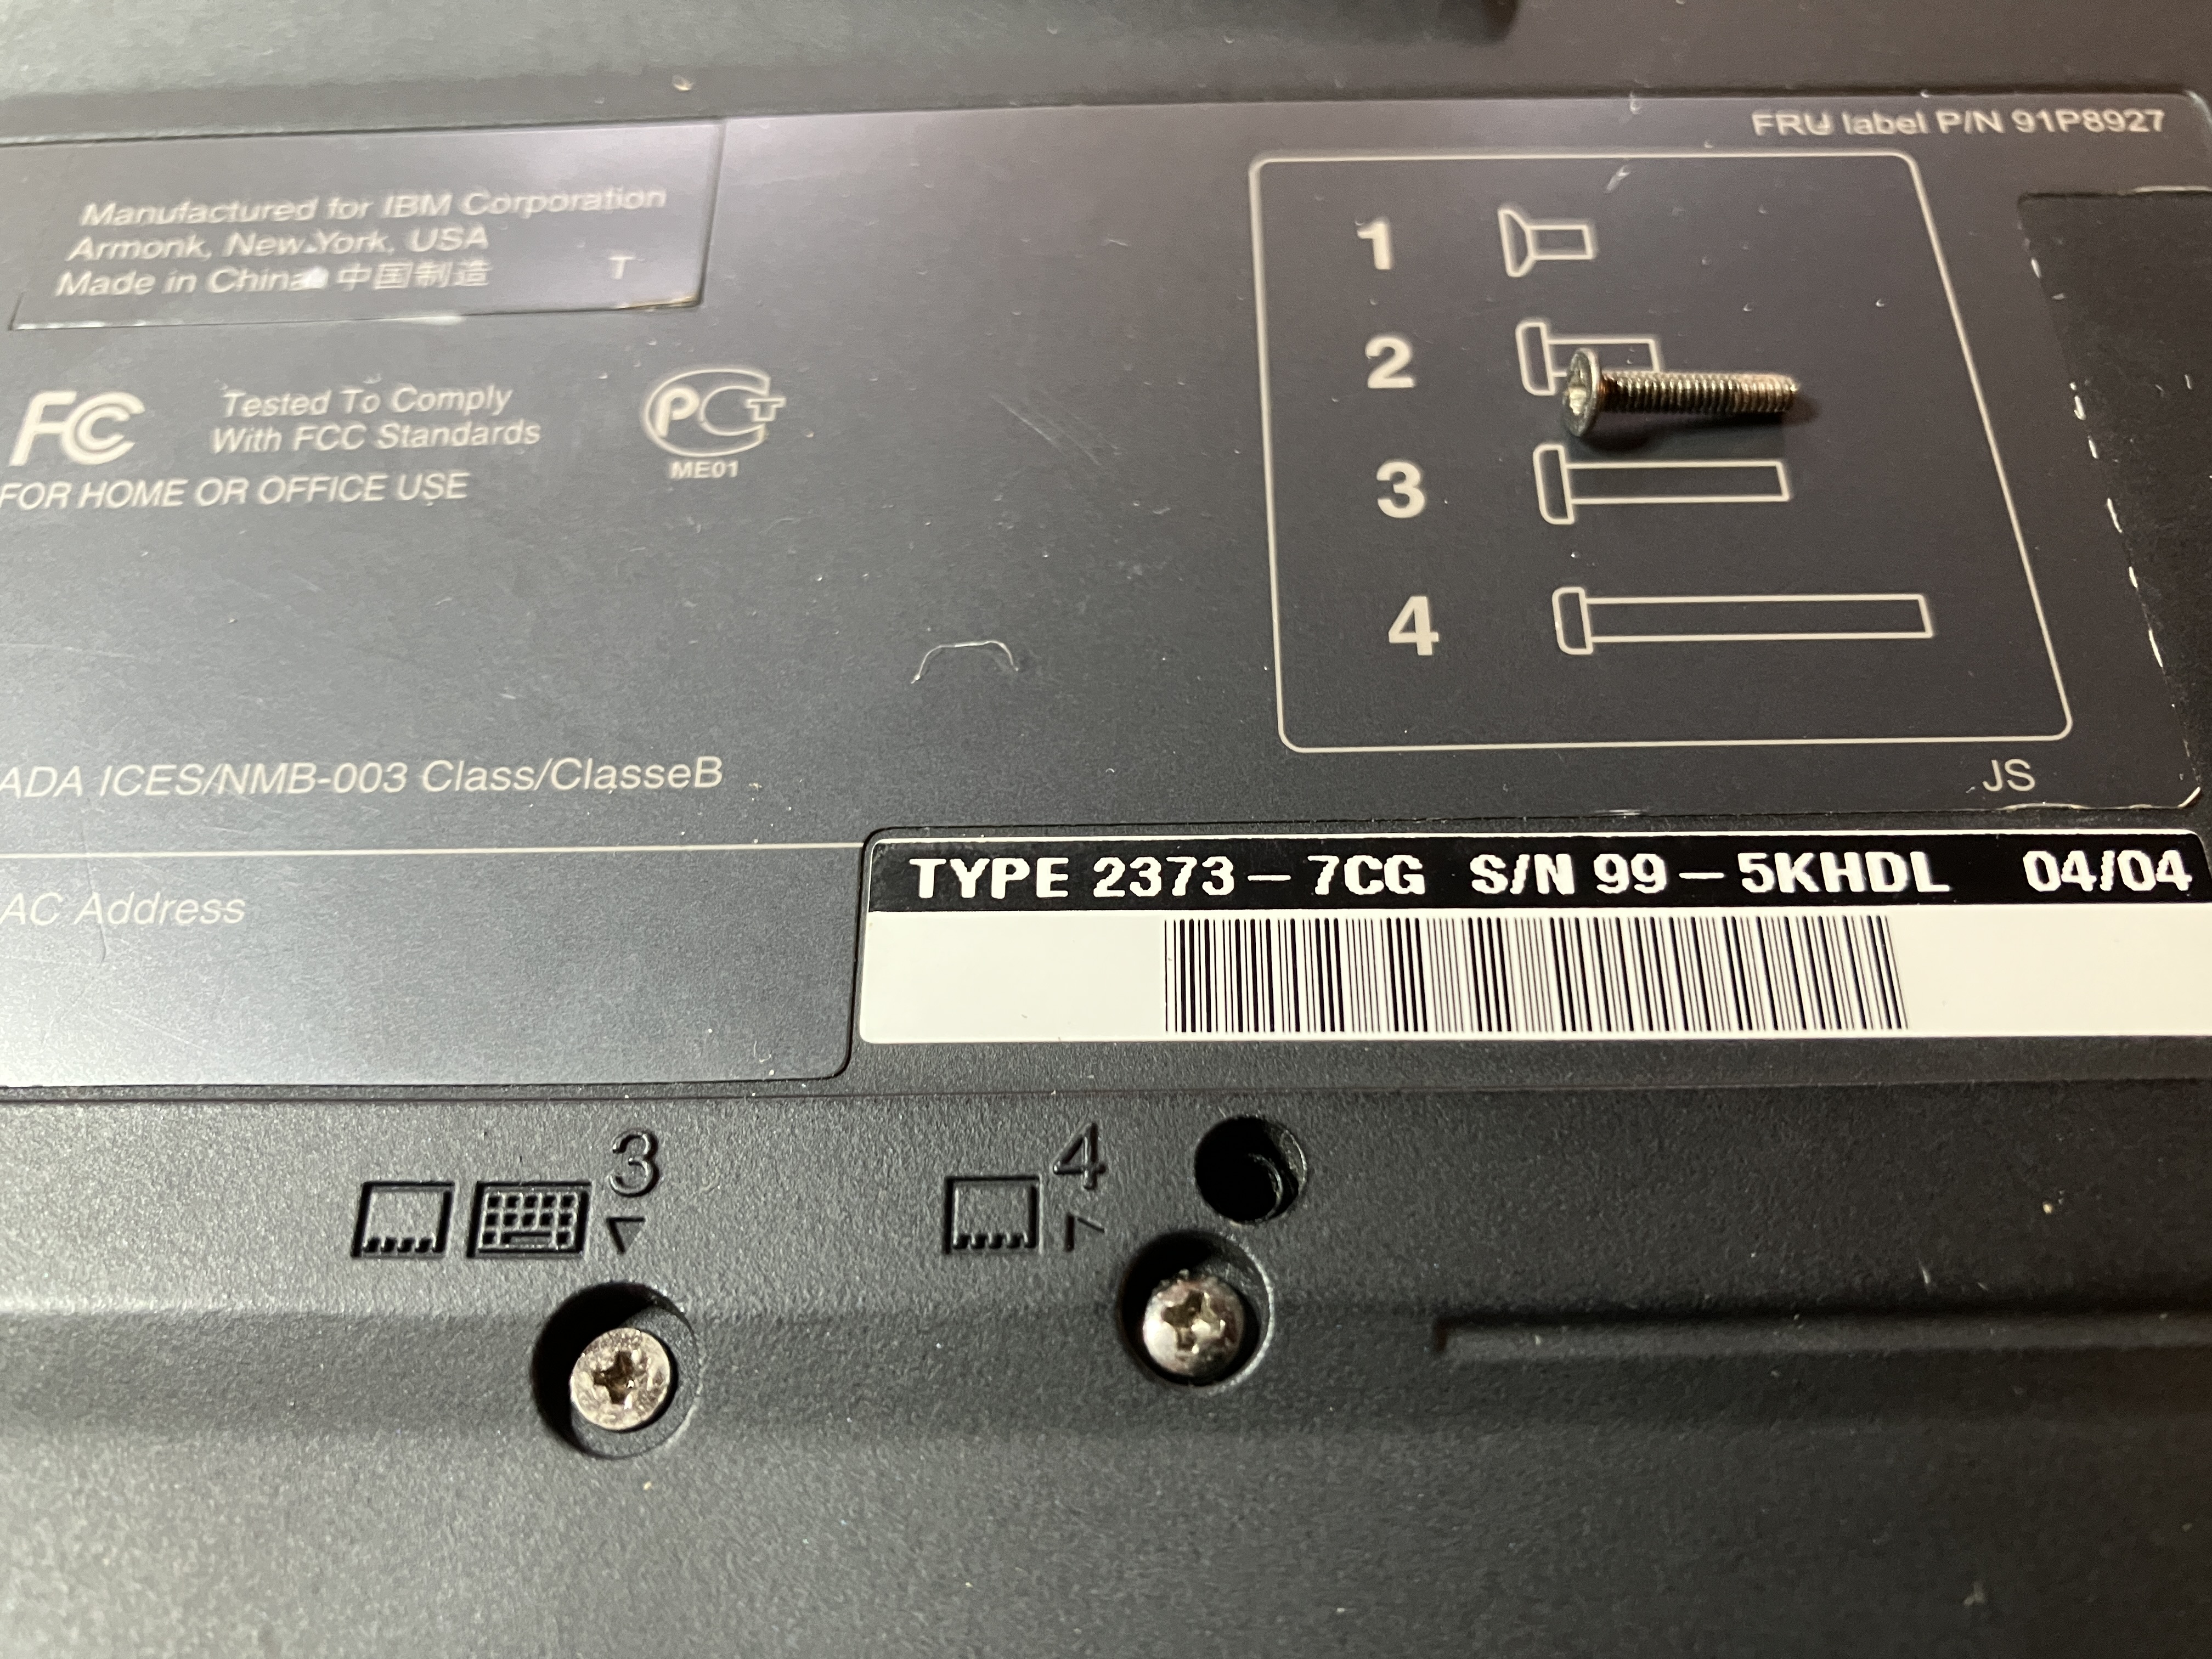 FRU label P/N 91P8927
Manufactured for IBM Corporation
Armonk, New York, USA
Made in China 中国制造 T
1
2
3
4
FC Tested To Comply
With FCC Standards
FOR HOME OR OFFICE USE
PCT
ME01
ADA ICES/NMB-003 Class/ClasseB
JS
AC Address
TYPE 2373-7CG S/N 99-5KHDL 04/04
3
4